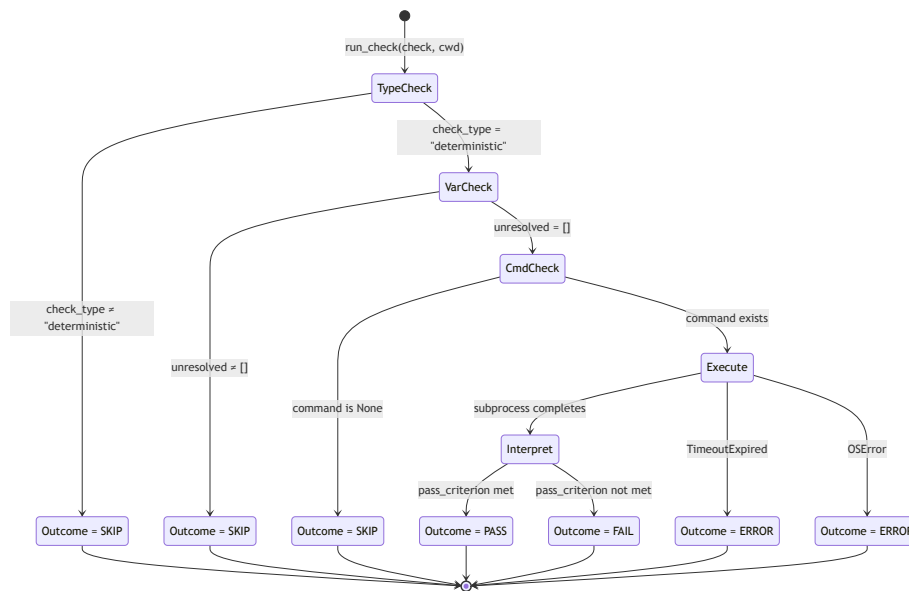 run_check(check, cwd)
TypeCheck
check_type =
"deterministic"
VarCheck
unresolved = []
CmdCheck
check_type ≠
"deterministic"
command exists
unresolved ≠ []
Execute
command is None
subprocess completes
Interpret
TimeoutExpired
OSError
pass_criterion met
pass_criterion not met
Outcome = SKIP
Outcome = SKIP
Outcome = SKIP
Outcome = PASS
Outcome = FAIL
Outcome = ERROR
Outcome = ERROR